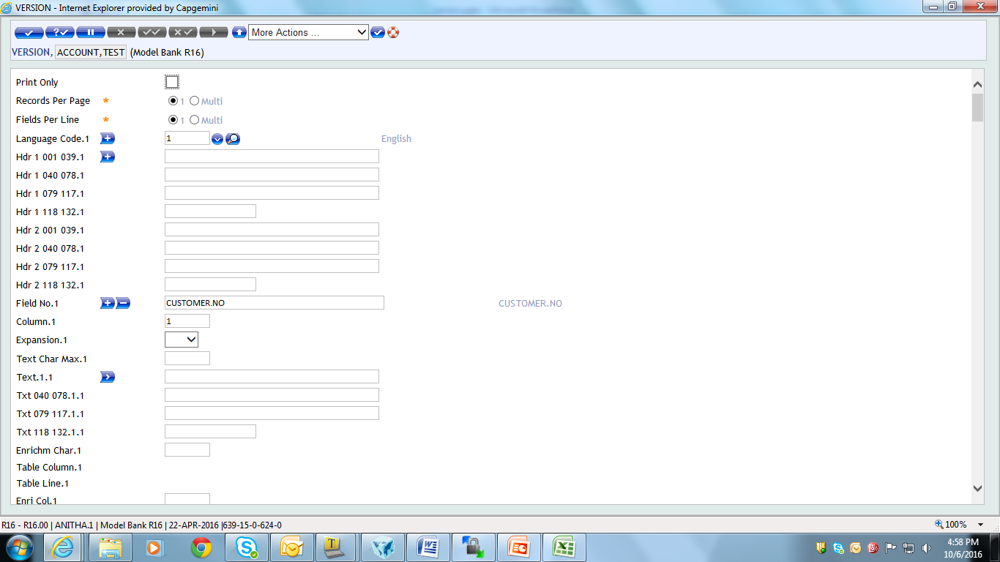 VERSION - Internet Explorer provided by Capgemini
More Actions ...
VERSION, ACCOUNT,TEST (Model Bank R16)
Print Only
Records Per Page * 1 Multi
Fields Per Line * 1 Multi
Language Code.1 1 English
Hdr 1 001 039.1
Hdr 1 040 078.1
Hdr 1 079 117.1
Hdr 1 118 132.1
Hdr 2 001 039.1
Hdr 2 040 078.1
Hdr 2 079 117.1
Hdr 2 118 132.1
Field No.1 CUSTOMER.NO CUSTOMER.NO
Column.1 1
Expansion.1
Text Char Max.1
Text.1.1
Txt 040 078.1.1
Txt 079 117.1.1
Txt 118 132.1.1
Enrichm Char.1
Table Column.1
Table Line.1
Enri Col.1
R16 - R16.00 | ANITHA.1 | Model Bank R16 | 22-APR-2016 |639-15-0-624-0
100%
4:58 PM
10/6/2016